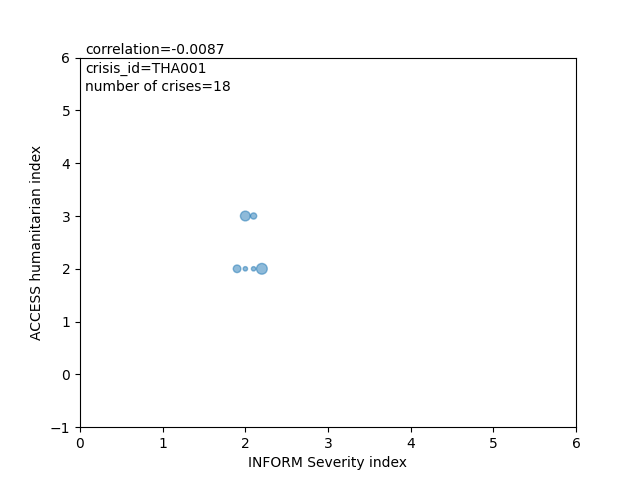 correlation=-0.0087
crisis_id=THA001
number of crises=18
6
5
4
3
2
1
0
−1
ACCESS humanitarian index
0 1 2 3 4 5 6
INFORM Severity index